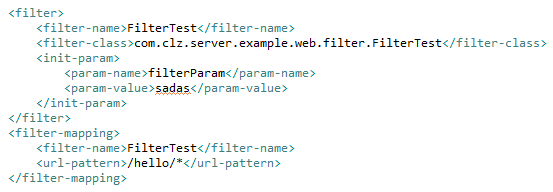 <filter>
    <filter-name>FilterTest</filter-name>
    <filter-class>com.clz.server.example.web.filter.FilterTest</filter-class>
    <init-param>
        <param-name>filterParam</param-name>
        <param-value>sadas</param-value>
    </init-param>
</filter>
<filter-mapping>
    <filter-name>FilterTest</filter-name>
    <url-pattern>/hello/*</url-pattern>
</filter-mapping>